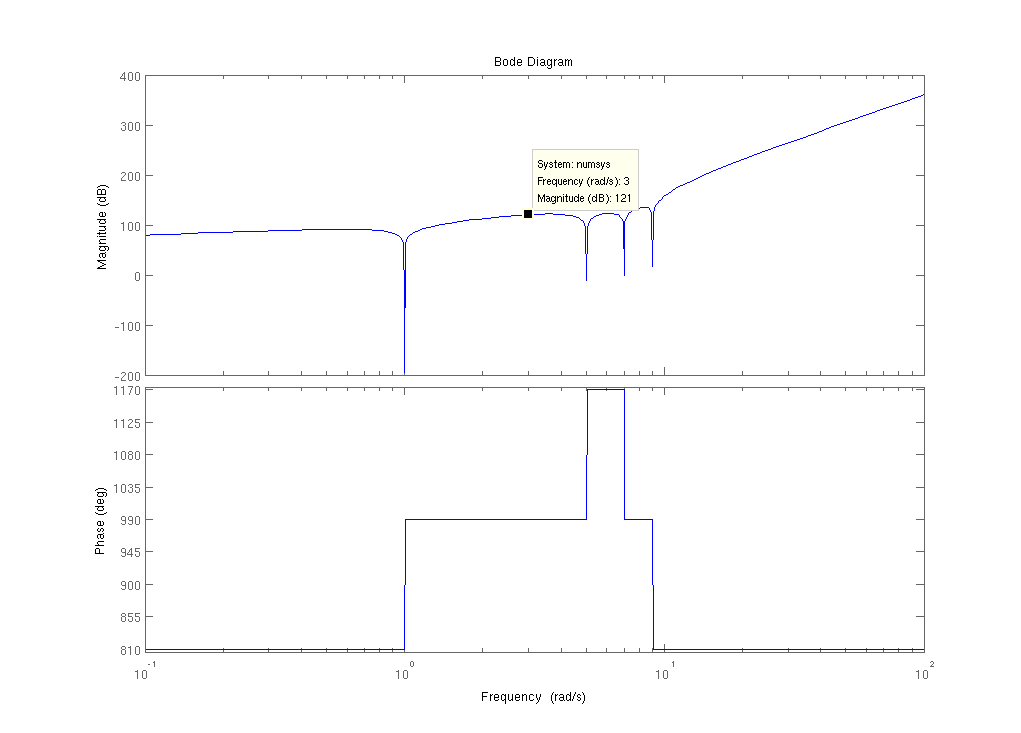 Bode Diagram
400
300
200
100
0
-100
-200
Magnitude (dB)
System: numsys
Frequency (rad/s): 3
Magnitude (dB): 121
1170
1125
1080
1035
990
945
900
855
810
Phase (deg)
10^-1
10^0
10^1
10^2
Frequency (rad/s)